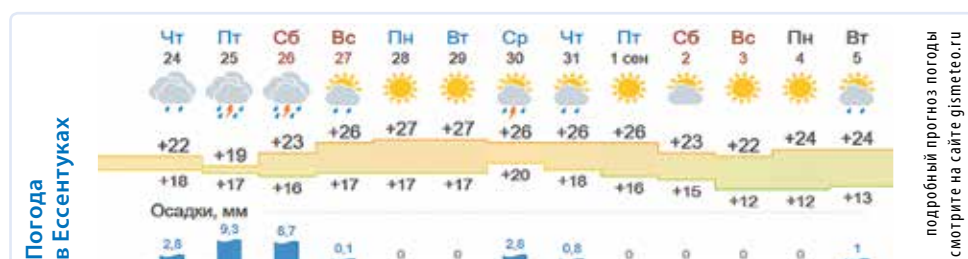 Чт Пт Сб Вс Пн Вт Ср Чт Пт Сб Вс Пн Вт
24 25 26 27 28 29 30 31 1 сен 2 3 4 5
+22 +19 +23 +26 +27 +27 +26 +26 +26 +23 +22 +24 +24
+18 +17 +16 +17 +17 +17 +20 +18 +16 +15 +12 +12 +13
Осадки, мм
2,8 9,3 8,7 0,1 0 0 2,8 0,8 0 0 0 0 1
Погода
в Ессентуках
подробный прогноз погоды
смотрите на сайте gismeteo.ru